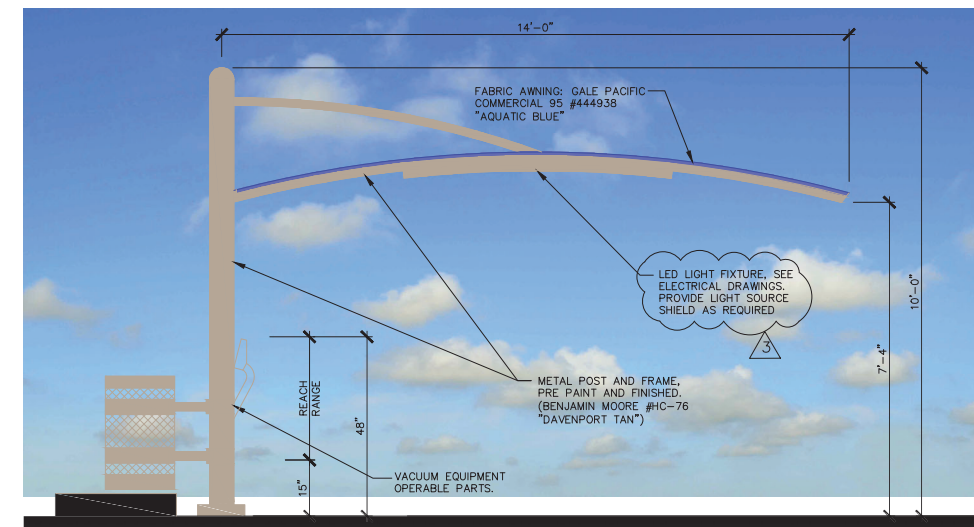 14'-0"
FABRIC AWNING: GALE PACIFIC
COMMERCIAL 95 #444938
"AQUATIC BLUE"
LED LIGHT FIXTURE, SEE
ELECTRICAL DRAWINGS.
PROVIDE LIGHT SOURCE
SHIELD AS REQUIRED
3
10'-0"
7'-4"
METAL POST AND FRAME,
PRE PAINT AND FINISHED.
(BENJAMIN MOORE #HC-76
"DAVENPORT TAN")
REACH
RANGE
48"
15"
VACUUM EQUIPMENT
OPERABLE PARTS.